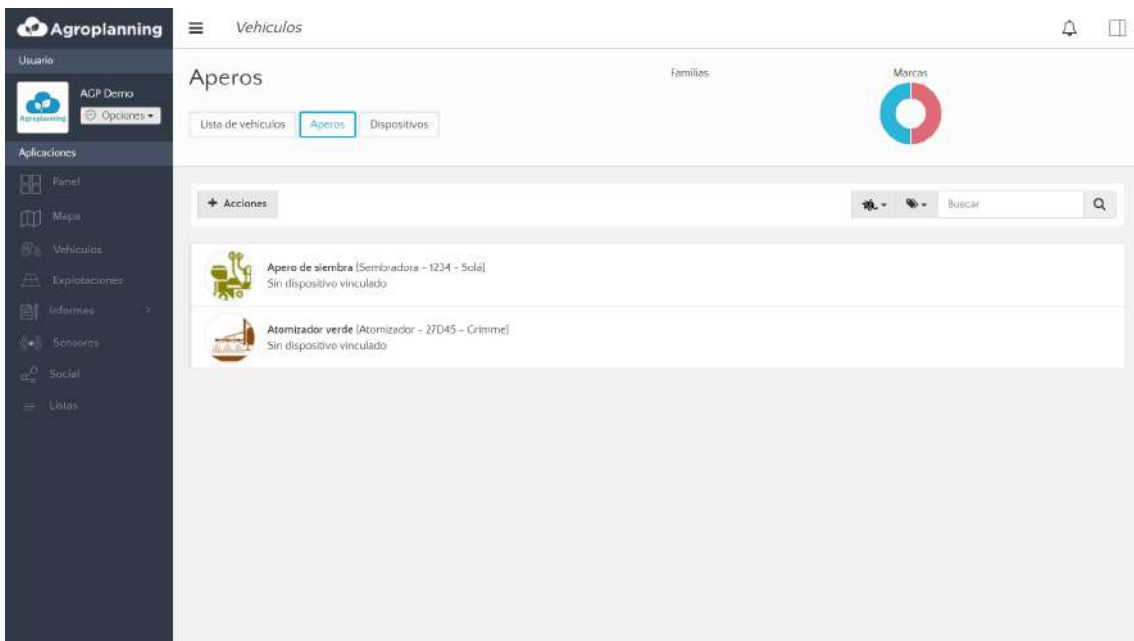 Agroplanning
Vehiculos
Usuario
AGP Demo
Opciones
Aplicaciones
Panel
Mapa
Vehiculos
Explotaciones
Informes
Sensores
Social
Listas
Aperos
Familias
Marcas
Lista de vehiculos
Aperos
Dispositivos
+ Acciones
Buscar
Apero de siembra [Sembradora - 1234 - Solá]
Sin dispositivo vinculado
Atomizador verde [Atomizador - 27D45 - Grimme]
Sin dispositivo vinculado